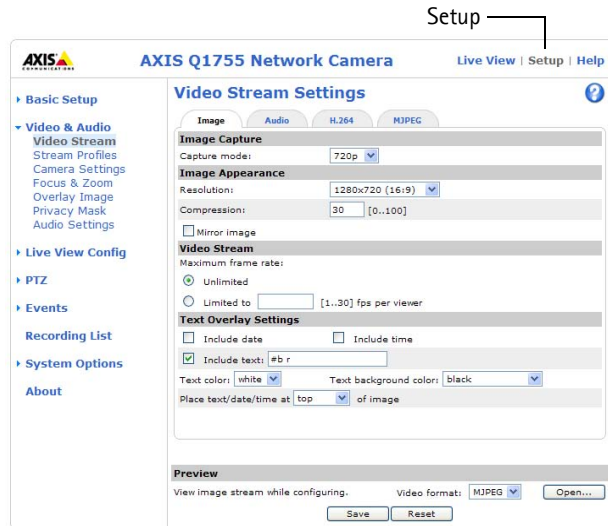 Setup
AXIS COMMUNICATIONS
AXIS Q1755 Network Camera
Live View | Setup | Help
Basic Setup
Video & Audio
Video Stream
Stream Profiles
Camera Settings
Focus & Zoom
Overlay Image
Privacy Mask
Audio Settings
Live View Config
PTZ
Events
Recording List
System Options
About
Video Stream Settings
?
Image Audio H.264 MJPEG
Image Capture
Capture mode: 720p
Image Appearance
Resolution: 1280x720 (16:9)
Compression: 30 [0..100]
Mirror image
Video Stream
Maximum frame rate:
Unlimited
Limited to [1..30] fps per viewer
Text Overlay Settings
Include date Include time
Include text: #b r
Text color: white Text background color: black
Place text/date/time at top of image
Preview
View image stream while configuring. Video format: MJPEG Open...
Save Reset